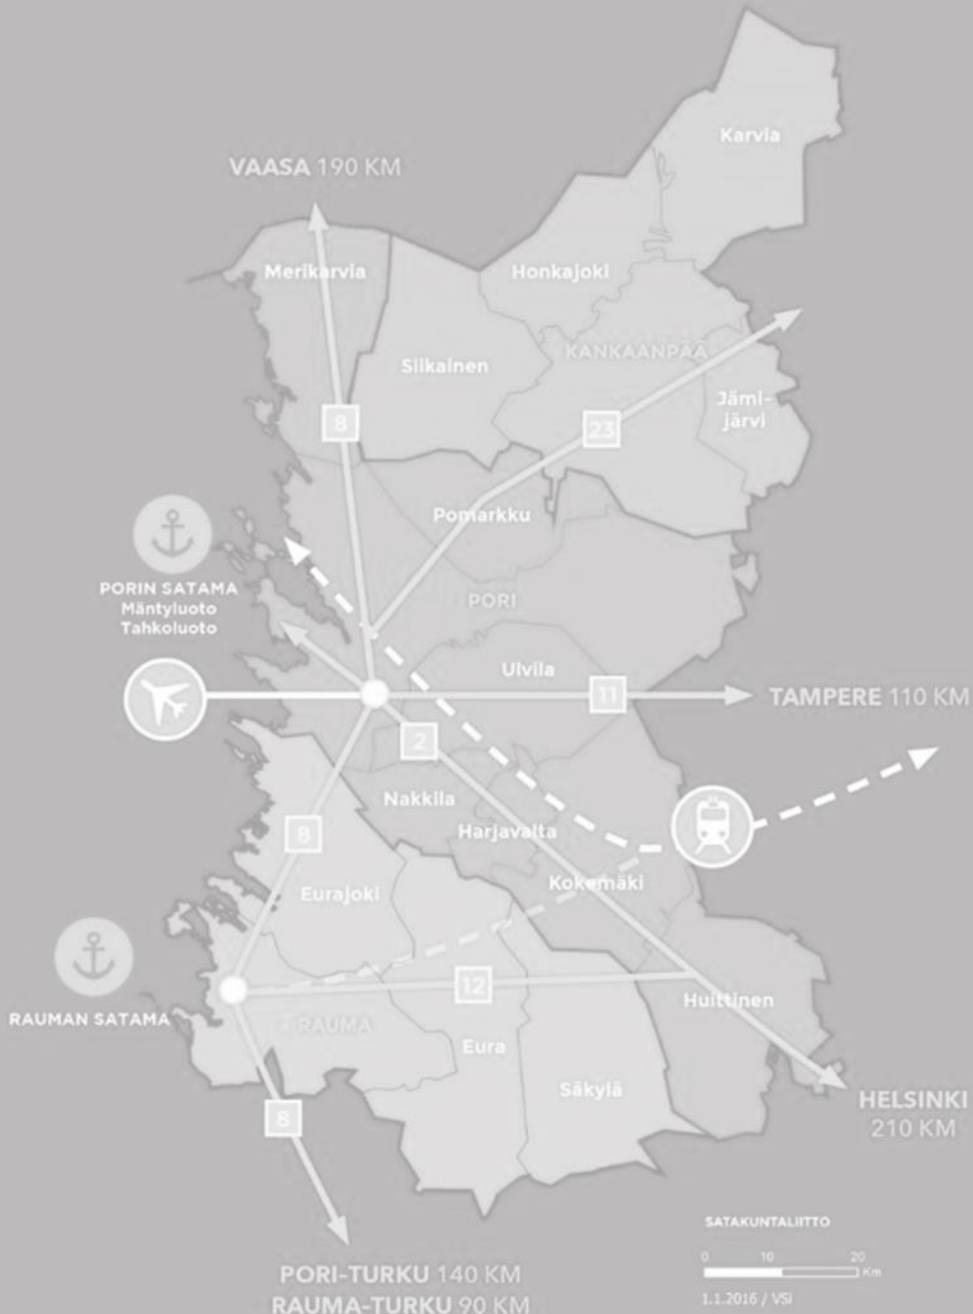 Karvia
VAASA 190 KM
Merikarvia
Honkajoki
KANKAANPÄÄ
Siikainen
Jämi-
järvi
8
23
Pomarkku
PORIN SATAMA
Mäntyluoto
Tahkoluoto
PORI
Ulvila
11
TAMPERE 110 KM
2
Nakkila
Harjavalta
8
Kokemäki
Eurajoki
12
Huittinen
RAUMAN SATAMA
RAUMA
Eura
Säkylä
HELSINKI
210 KM
8
SATAKUNTALIITTO
0 10 20
Km
PORI-TURKU 140 KM
RAUMA-TURKU 90 KM
1.1.2016 / VSi